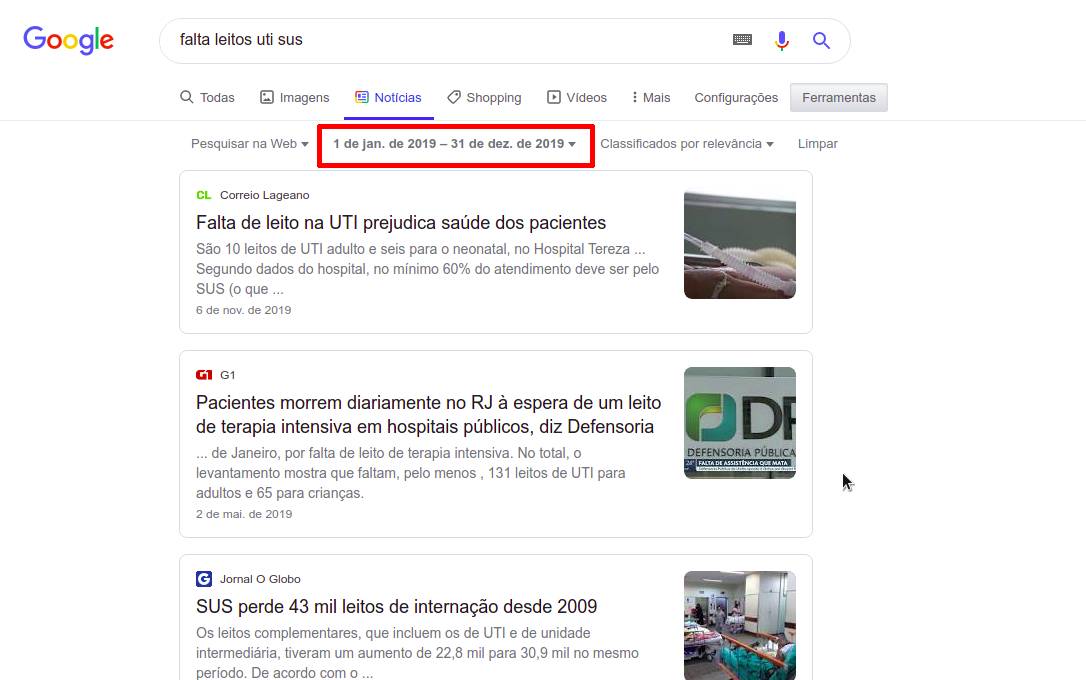 Google
falta leitos uti sus
Todas Imagens Notícias Shopping Vídeos Mais Configurações Ferramentas
Pesquisar na Web 1 de jan. de 2019 – 31 de dez. de 2019 Classificados por relevância Limpar
CL Correio Lageano
Falta de leito na UTI prejudica saúde dos pacientes
São 10 leitos de UTI adulto e seis para o neonatal, no Hospital Tereza ...
Segundo dados do hospital, no mínimo 60% do atendimento deve ser pelo
SUS (o que ...
6 de nov. de 2019
G1 G1
Pacientes morrem diariamente no RJ à espera de um leito
de terapia intensiva em hospitais públicos, diz Defensoria
... de Janeiro, por falta de leito de terapia intensiva. No total, o
levantamento mostra que faltam, pelo menos , 131 leitos de UTI para
adultos e 65 para crianças.
2 de mai. de 2019
DP
DEFENSORIA PÚBLICA
FALTA DE ASSISTÊNCIA QUE MATA
G Jornal O Globo
SUS perde 43 mil leitos de internação desde 2009
Os leitos complementares, que incluem os de UTI e de unidade
intermediária, tiveram um aumento de 22,8 mil para 30,9 mil no mesmo
período. De acordo com o ...